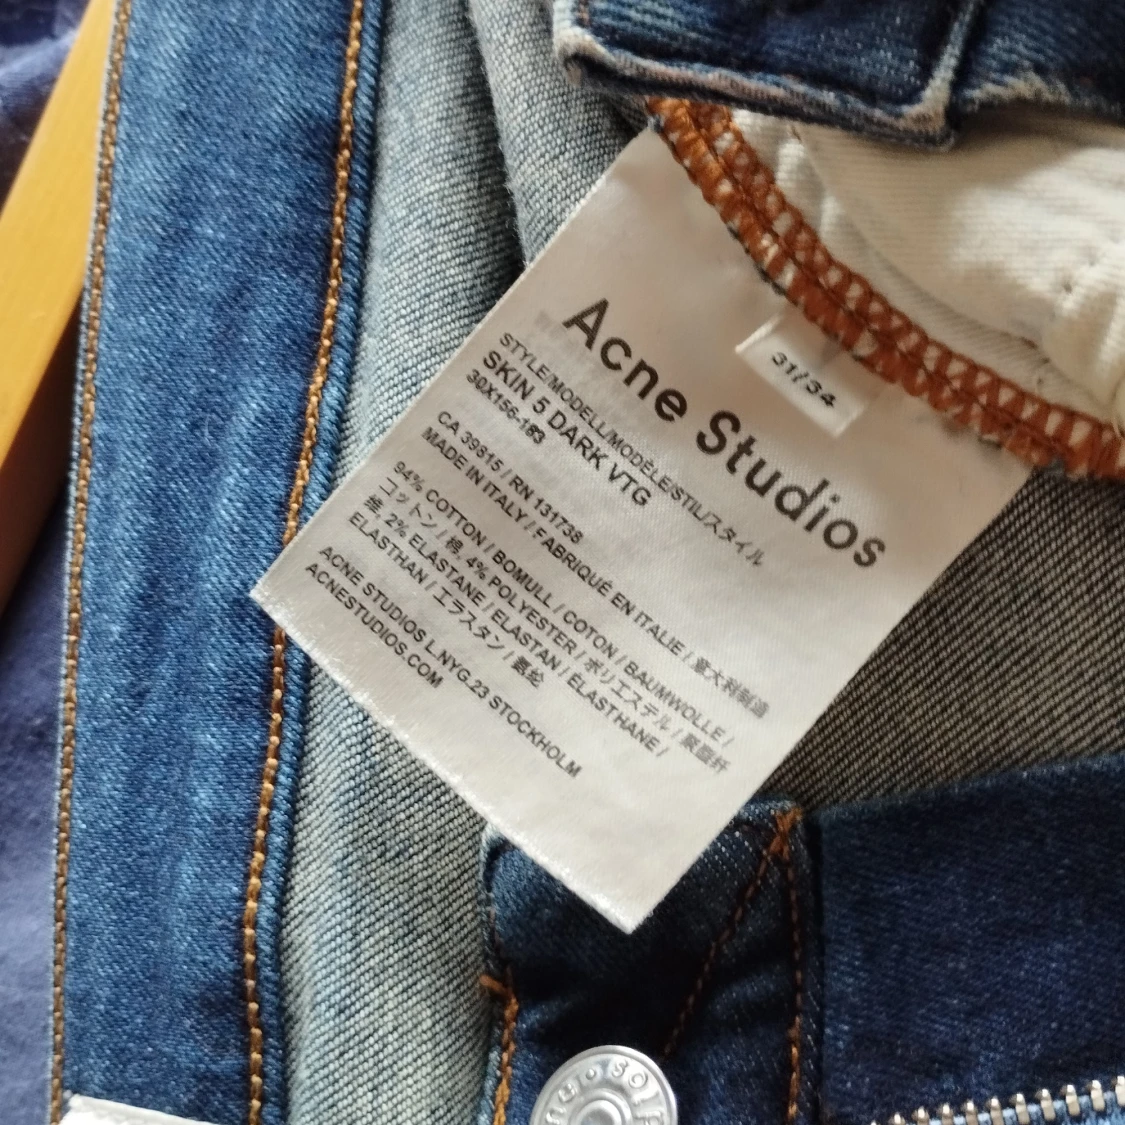 Acne Studios
31/34
STYLE/MODELL/MODÈLE/STIL/スタイル
SKIN 5 DARK VTG
30X156-183
CA 39815 / RN 131738
MADE IN ITALY / FABRIQUÉ EN ITALIE / 意大利制造
94% COTTON / BOMULL / COTON / BAUMWOLLE /
コットン / 棉, 4% POLYESTER / ポリエステル / 聚酯纤
维, 2% ELASTANE / ELASTAN / ÉLASTHANE /
ELASTHAN / エラスタン / 氨纶
ACNE STUDIOS L.NYG.23 STOCKHOLM
ACNESTUDIOS.COM